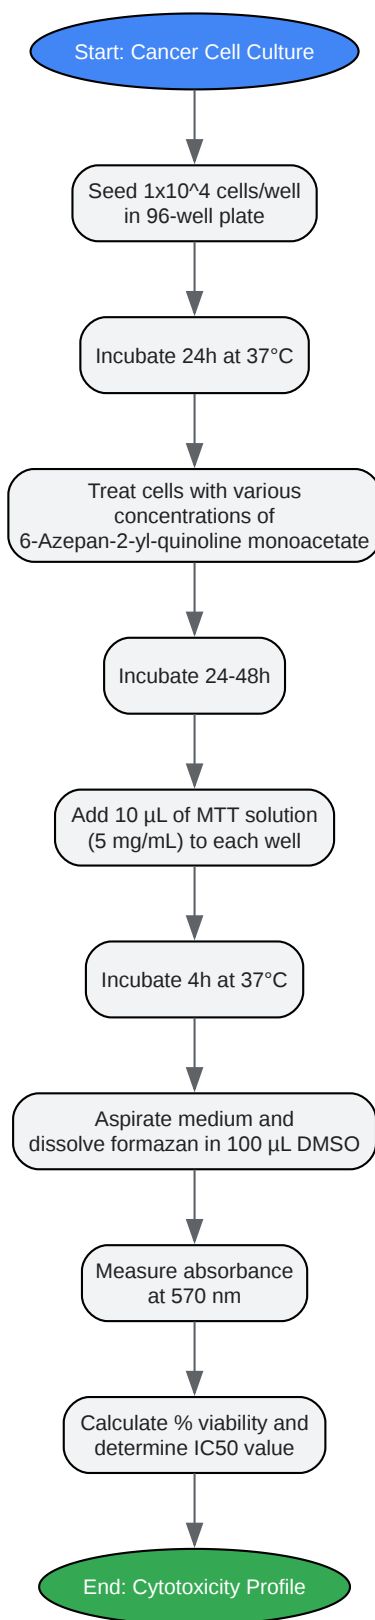 Start: Cancer Cell Culture
Seed 1x10^4 cells/well
in 96-well plate
Incubate 24h at 37°C
Treat cells with various
concentrations of
6-Azepan-2-yl-quinoline monoacetate
Incubate 24-48h
Add 10 µL of MTT solution
(5 mg/mL) to each well
Incubate 4h at 37°C
Aspirate medium and
dissolve formazan in 100 µL DMSO
Measure absorbance
at 570 nm
Calculate % viability and
determine IC50 value
End: Cytotoxicity Profile